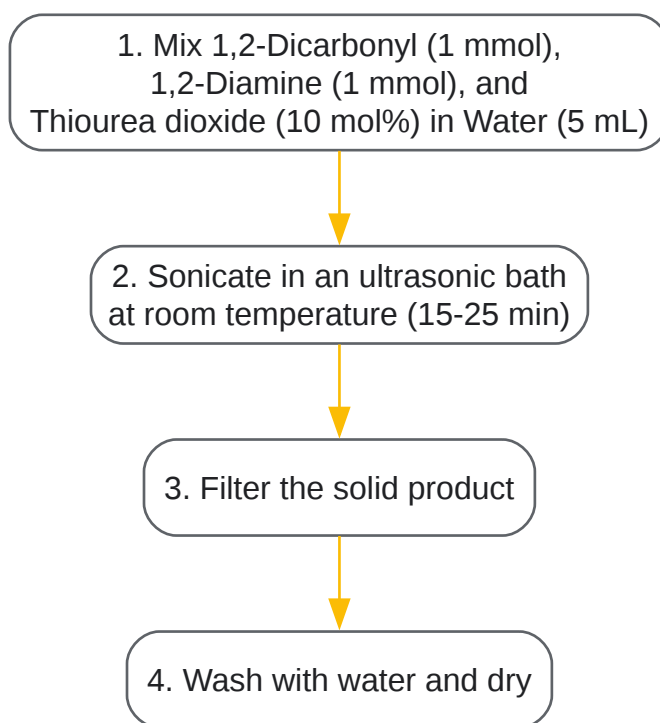 1. Mix 1,2-Dicarbonyl (1 mmol),
1,2-Diamine (1 mmol), and
Thiourea dioxide (10 mol%) in Water (5 mL)
2. Sonicate in an ultrasonic bath
at room temperature (15-25 min)
3. Filter the solid product
4. Wash with water and dry